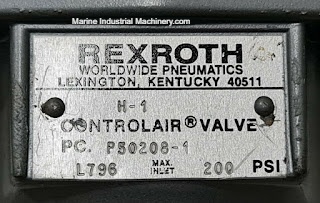 Marine Industrial Machinery.com
REXROTH
WORLDWIDE PNEUMATICS
LEXINGTON, KENTUCKY 40511
H-1
CONTROLAIR® VALVE
PC. P50208-1
L796 MAX. INLET 200 PSI